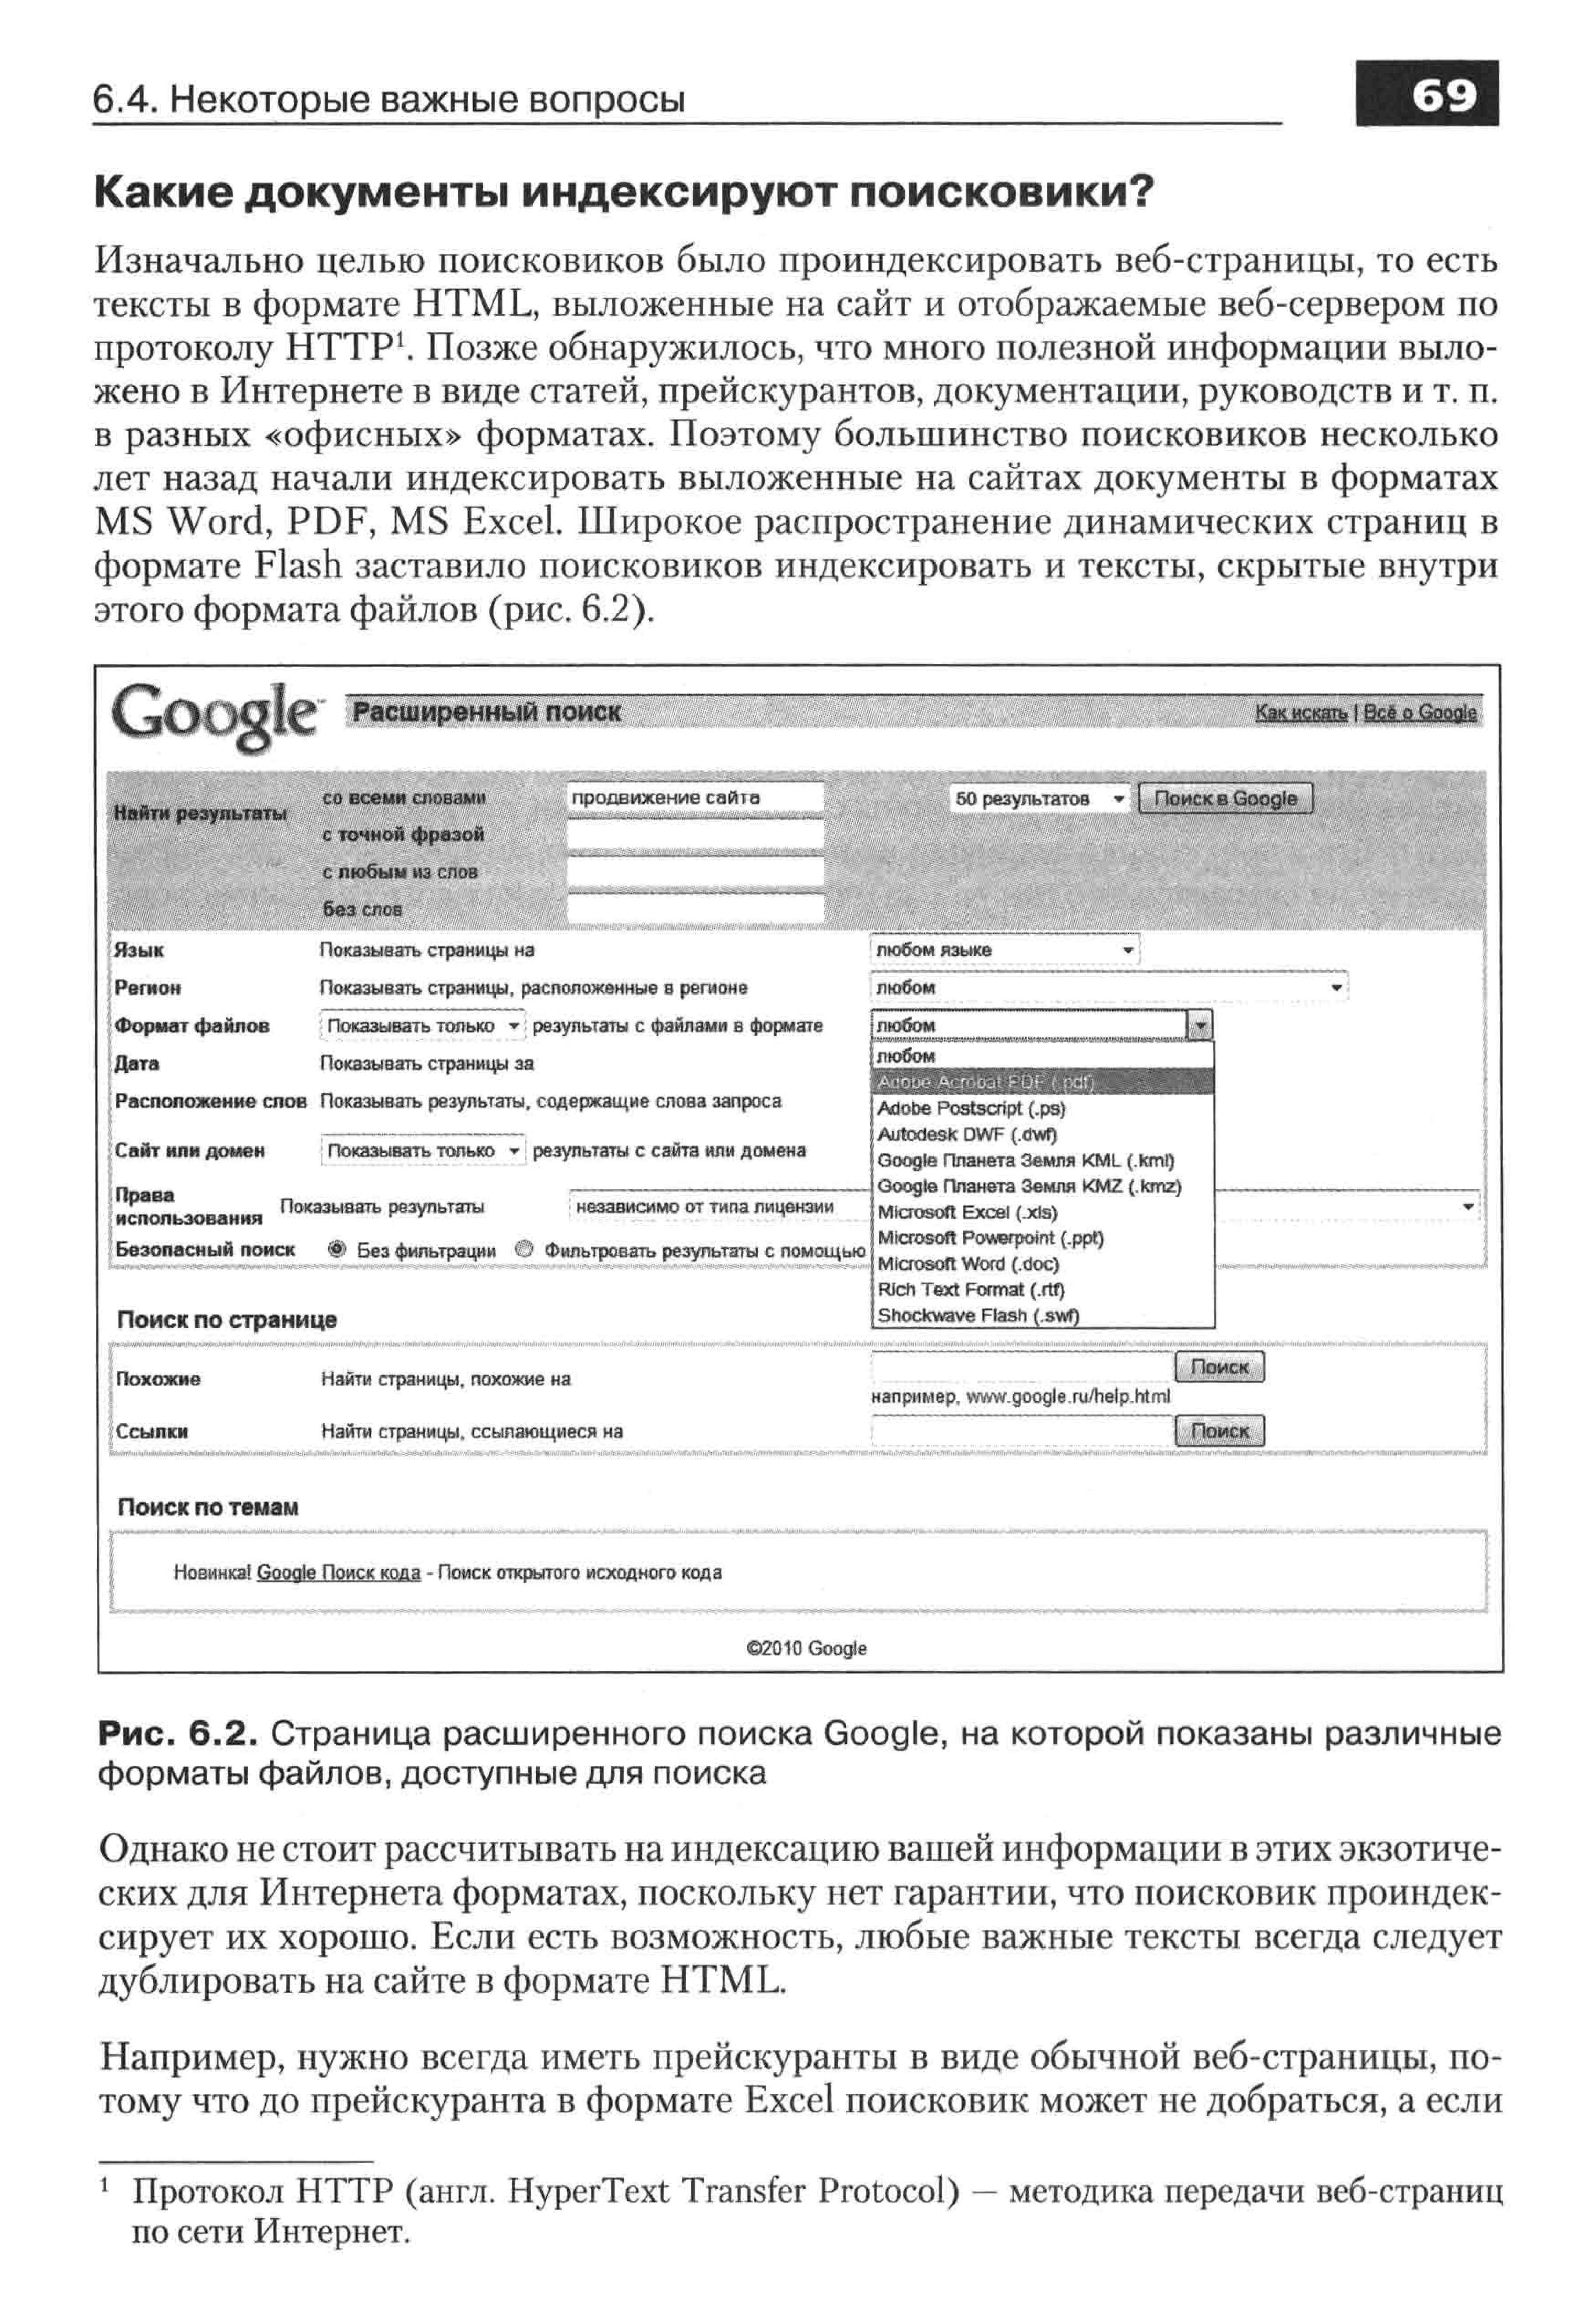 6.4. Некоторые важные вопросы
69
Какие документы индексируют поисковики?
Изначально целью поисковиков было проиндексировать веб-страницы, то есть
тексты в формате HTML, выложенные на сайт и отображаемые веб-сервером по
протоколу HTTP¹. Позже обнаружилось, что много полезной информации выло-
жено в Интернете в виде статей, прейскурантов, документации, руководств и т. п.
в разных «офисных» форматах. Поэтому большинство поисковиков несколько
лет назад начали индексировать выложенные на сайтах документы в форматах
MS Word, PDF, MS Excel. Широкое распространение динамических страниц в
формате Flash заставило поисковиков индексировать и тексты, скрытые внутри
этого формата файлов (рис. 6.2).
Google™ Расширенный поиск Как искать | Всё о Google
Найти результаты
со всеми словами продвижение сайта 50 результатов Поиск в Google
с точной фразой
с любым из слов
без слов
Язык Показывать страницы на любом языке
Регион Показывать страницы, расположенные в регионе любом
Формат файлов Показывать только результаты с файлами в формате любом
любом
Дата Показывать страницы за
Adobe Acrobat PDF (.pdf)
Расположение слов Показывать результаты, содержащие слова запроса
Adobe Postscript (.ps)
Autodesk DWF (.dwf)
Сайт или домен Показывать только результаты с сайта или домена
Google Планета Земля KML (.kml)
Google Планета Земля KMZ (.kmz)
Права
использования Показывать результаты независимо от типа лицензии
Microsoft Excel (.xls)
Microsoft Powerpoint (.ppt)
Безопасный поиск Без фильтрации Фильтровать результаты с помощью
Microsoft Word (.doc)
Rich Text Format (.rtf)
Shockwave Flash (.swf)
Поиск по странице
Похожие Найти страницы, похожие на Поиск
например, www.google.ru/help.html
Ссылки Найти страницы, ссылающиеся на Поиск
Поиск по темам
Новинка! Google Поиск кода - Поиск открытого исходного кода
©2010 Google
Рис. 6.2. Страница расширенного поиска Google, на которой показаны различные
форматы файлов, доступные для поиска
Однако не стоит рассчитывать на индексацию вашей информации в этих экзотиче-
ских для Интернета форматах, поскольку нет гарантии, что поисковик проиндек-
сирует их хорошо. Если есть возможность, любые важные тексты всегда следует
дублировать на сайте в формате HTML.
Например, нужно всегда иметь прейскуранты в виде обычной веб-страницы, по-
тому что до прейскуранта в формате Excel поисковик может не добраться, а если
¹ Протокол HTTP (англ. HyperText Transfer Protocol) — методика передачи веб-страниц
по сети Интернет.